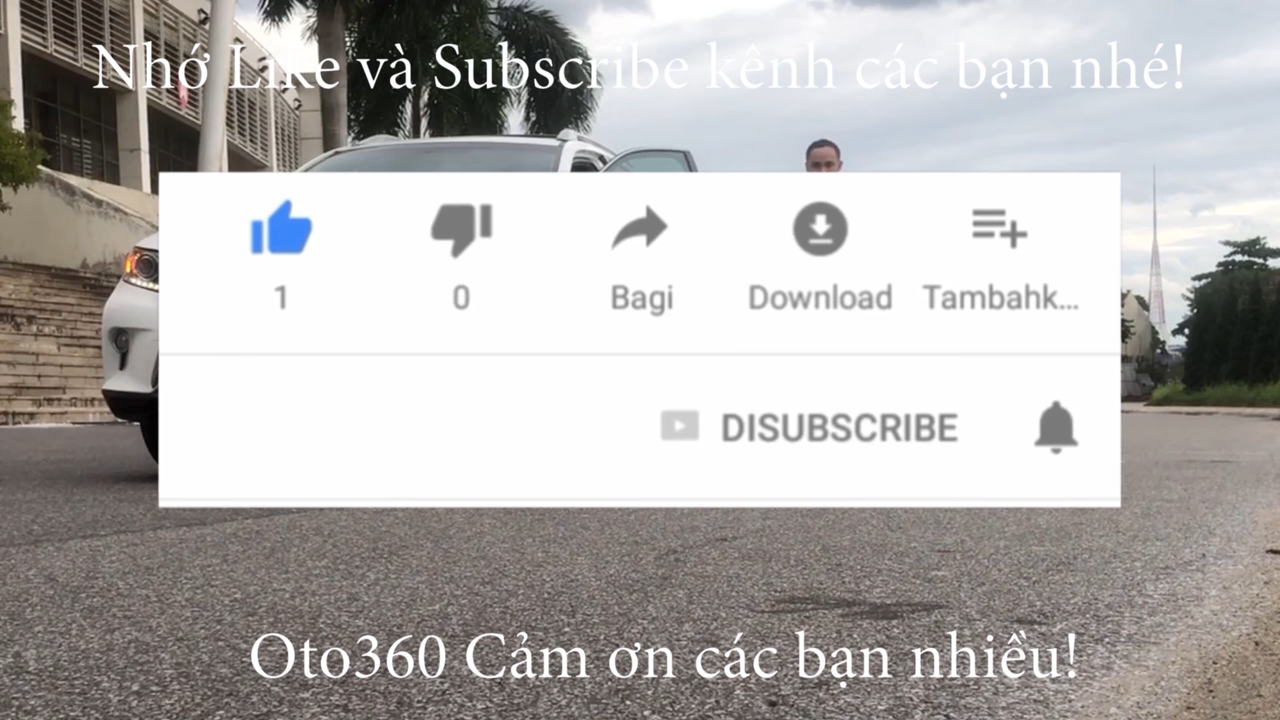 Nhớ Like và Subscribe kênh các bạn nhé!
1 0 Bagi Download Tambahk...
DISUBSCRIBE
Oto360 Cảm ơn các bạn nhiều!